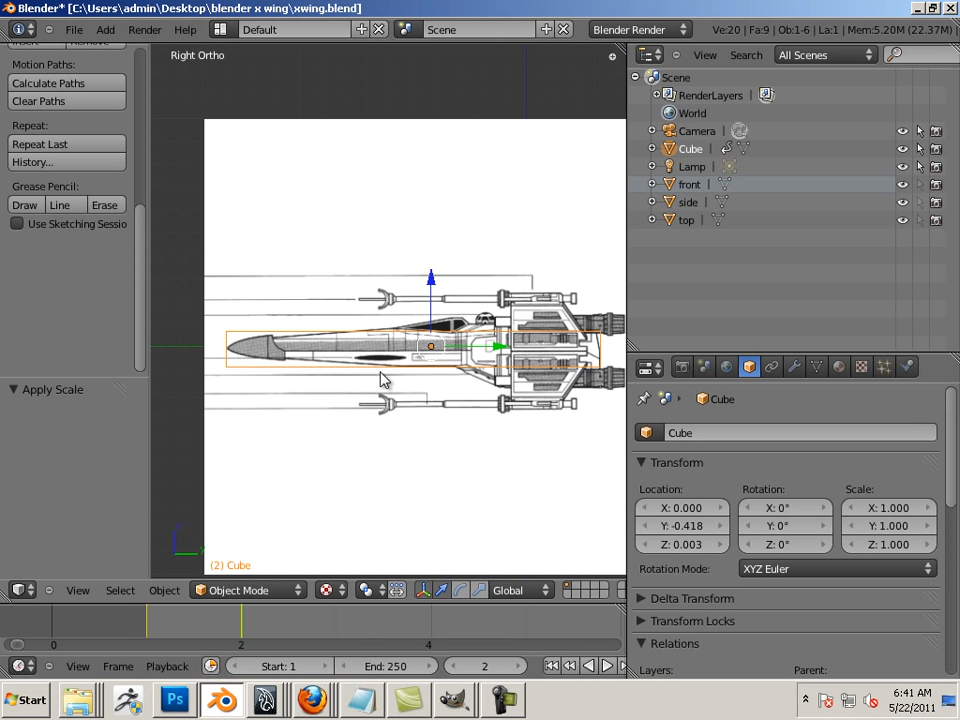 Blender* [C:\Users\admin\Desktop\blender x wing\xwing.blend]
File Add Render Help Default Scene Blender Render Ve:20 | Fa:9 | Ob:1-6 | La:1 | Mem:5.20M (22.37M) |
Insert Remove
Motion Paths:
Calculate Paths
Clear Paths
Repeat:
Repeat Last
History...
Grease Pencil:
Draw Line Erase
Use Sketching Sessio
Apply Scale
Right Ortho
(2) Cube
View Search All Scenes
Scene
RenderLayers |
World
Camera |
Cube |
Lamp |
front |
side |
top |
Cube
Cube
Transform
Location: Rotation: Scale:
X: 0.000 X: 0° X: 1.000
Y: -0.418 Y: 0° Y: 1.000
Z: 0.003 Z: 0° Z: 1.000
Rotation Mode: XYZ Euler
Delta Transform
Transform Locks
Relations
Layers: Parent:
View Select Object Object Mode Global
0 2 4
View Frame Playback Start: 1 End: 250 2
Start Ps 6:41 AM
5/22/2011